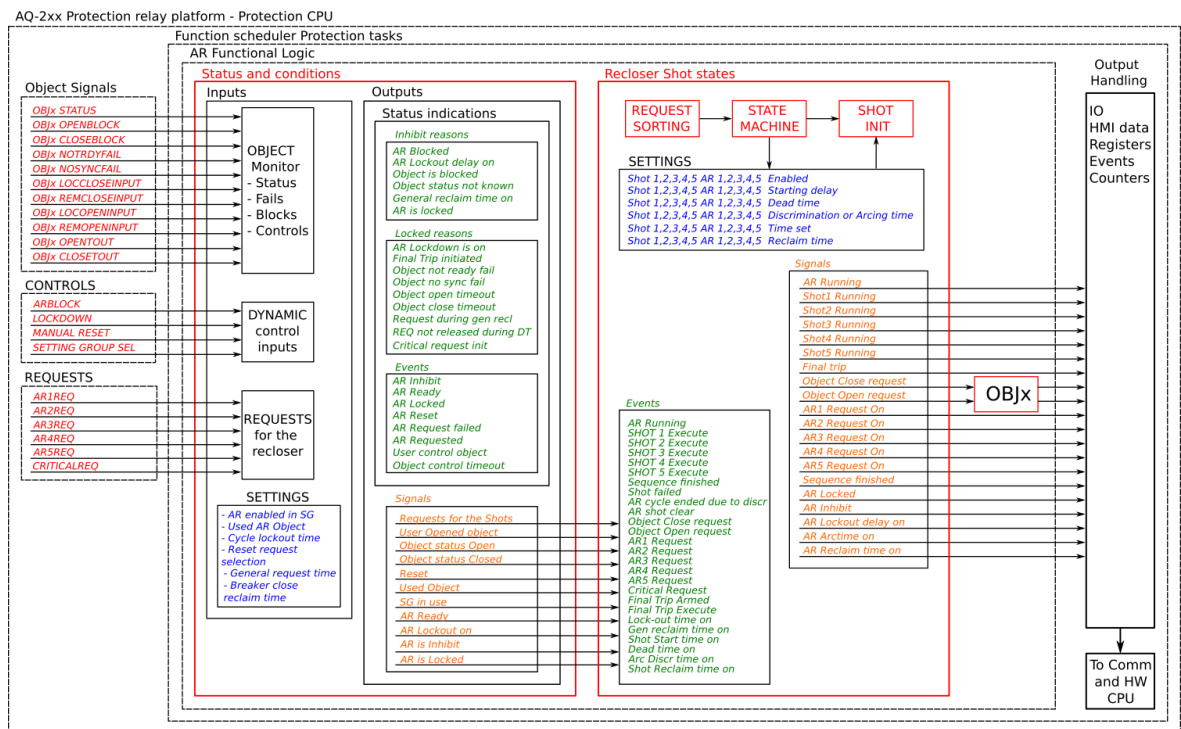 AQ-2xx Protection relay platform - Protection CPU
Function scheduler Protection tasks
AR Functional Logic
Object Signals
OBJx STATUS
OBJx OPENBLOCK
OBJx CLOSEBLOCK
OBJx NOTRDYFAIL
OBJx NOSYNCFAIL
OBJx LOCCLOSEINPUT
OBJx REMCLOSEINPUT
OBJx LOCOPENINPUT
OBJx REMOPENINPUT
OBJx OPENTOUT
OBJx CLOSETOUT
CONTROLS
ARBLOCK
LOCKDOWN
MANUAL RESET
SETTING GROUP SEL
REQUESTS
AR1REQ
AR2REQ
AR3REQ
AR4REQ
AR5REQ
CRITICALREQ
Status and conditions
Inputs
OBJECT
Monitor
- Status
- Fails
- Blocks
- Controls
DYNAMIC
control
inputs
REQUESTS
for the
recloser
SETTINGS
- AR enabled in SG
- Used AR Object
- Cycle lockout time
- Reset request
selection
- General request time
- Breaker close
reclaim time
Outputs
Status indications
Inhibit reasons
AR Blocked
AR Lockout delay on
Object is blocked
Object status not known
General reclaim time on
AR is locked
Locked reasons
AR Lockdown is on
Final Trip initiated
Object not ready fail
Object no sync fail
Object open timeout
Object close timeout
Request during gen recl
REQ not released during DT
Critical request init
Events
AR Inhibit
AR Ready
AR Locked
AR Reset
AR Request failed
AR Requested
User control object
Object control timeout
Signals
Requests for the Shots
User Opened object
Object status Open
Object status Closed
Reset
Used Object
SG in use
AR Ready
AR Lockout on
AR is Inhibit
AR is Locked
Recloser Shot states
REQUEST
SORTING
STATE
MACHINE
SHOT
INIT
SETTINGS
Shot 1,2,3,4,5 AR 1,2,3,4,5 Enabled
Shot 1,2,3,4,5 AR 1,2,3,4,5 Starting delay
Shot 1,2,3,4,5 AR 1,2,3,4,5 Dead time
Shot 1,2,3,4,5 AR 1,2,3,4,5 Discrimination or Arcing time
Shot 1,2,3,4,5 AR 1,2,3,4,5 Time set
Shot 1,2,3,4,5 AR 1,2,3,4,5 Reclaim time
Events
AR Running
SHOT 1 Execute
SHOT 2 Execute
SHOT 3 Execute
SHOT 4 Execute
SHOT 5 Execute
Sequence finished
Shot failed
AR cycle ended due to discr
AR shot clear
Object Close request
Object Open request
AR1 Request
AR2 Request
AR3 Request
AR4 Request
AR5 Request
Critical Request
Final Trip Armed
Final Trip Execute
Lock-out time on
Gen reclaim time on
Shot Start time on
Dead time on
Arc Discr time on
Shot Reclaim time on
Signals
AR Running
Shot1 Running
Shot2 Running
Shot3 Running
Shot4 Running
Shot5 Running
Final trip
Object Close request
Object Open request
AR1 Request On
AR2 Request On
AR3 Request On
AR4 Request On
AR5 Request On
Sequence finished
AR Locked
AR Inhibit
AR Lockout delay on
AR Arctime on
AR Reclaim time on
OBJx
Output
Handling
IO
HMI data
Registers
Events
Counters
To Comm
and HW
CPU